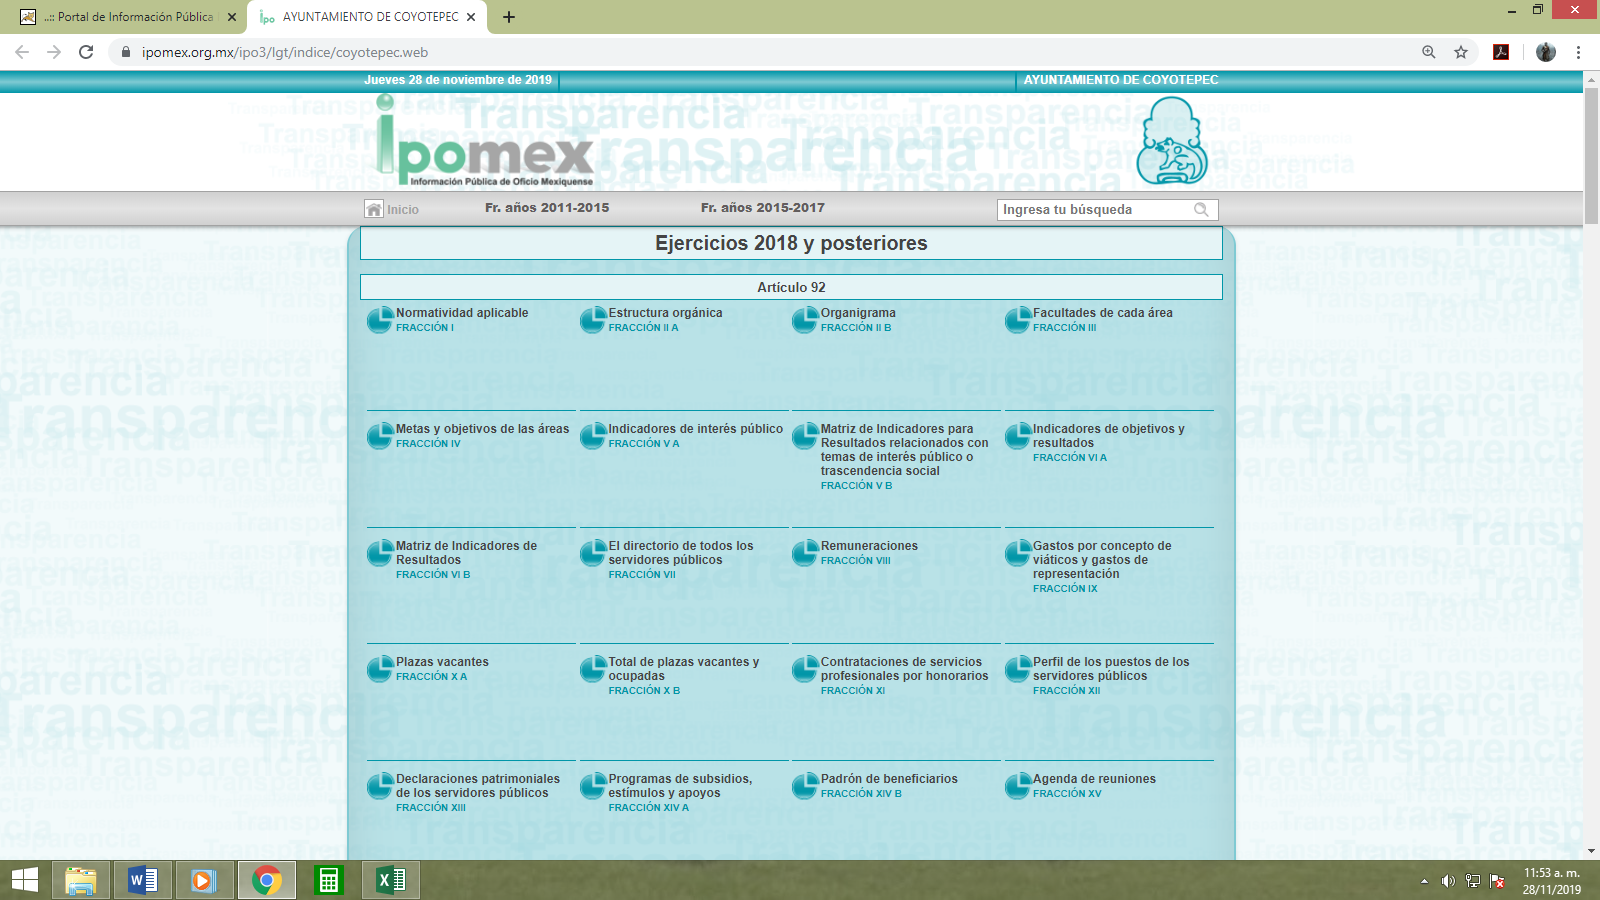 ..:: Portal de Información Pública
AYUNTAMIENTO DE COYOTEPEC
ipomex.org.mx/ipo3/lgt/indice/coyotepec.web
Jueves 28 de noviembre de 2019
AYUNTAMIENTO DE COYOTEPEC
ipomex
Información Pública de Oficio Mexiquense
Transparencia
Inicio
Fr. años 2011-2015
Fr. años 2015-2017
Ingresa tu búsqueda
Ejercicios 2018 y posteriores
Artículo 92
Normatividad aplicable
FRACCIÓN I
Estructura orgánica
FRACCIÓN II A
Organigrama
FRACCIÓN II B
Facultades de cada área
FRACCIÓN III
Metas y objetivos de las áreas
FRACCIÓN IV
Indicadores de interés público
FRACCIÓN V A
Matriz de Indicadores para
Resultados relacionados con
temas de interés público o
trascendencia social
FRACCIÓN V B
Indicadores de objetivos y
resultados
FRACCIÓN VI A
Matriz de Indicadores de
Resultados
FRACCIÓN VI B
El directorio de todos los
servidores públicos
FRACCIÓN VII
Remuneraciones
FRACCIÓN VIII
Gastos por concepto de
viáticos y gastos de
representación
FRACCIÓN IX
Plazas vacantes
FRACCIÓN X A
Total de plazas vacantes y
ocupadas
FRACCIÓN X B
Contrataciones de servicios
profesionales por honorarios
FRACCIÓN XI
Perfil de los puestos de los
servidores públicos
FRACCIÓN XII
Declaraciones patrimoniales
de los servidores públicos
FRACCIÓN XIII
Programas de subsidios,
estímulos y apoyos
FRACCIÓN XIV A
Padrón de beneficiarios
FRACCIÓN XIV B
Agenda de reuniones
FRACCIÓN XV
11:53 a. m.
28/11/2019